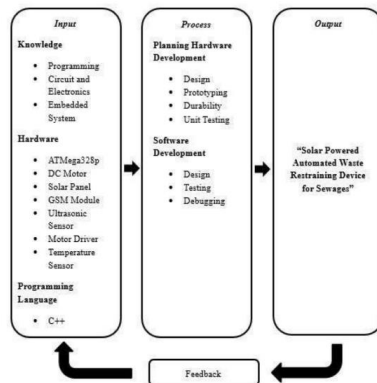 Input
Knowledge
• Programming
• Circuit and
Electronics
• Embedded
System
Hardware
• ATMega328p
• DC Motor
• Solar Panel
• GSM Module
• Ultrasonic
Sensor
• Motor Driver
• Temperature
Sensor
Programming
Language
• C++
Process
Planning Hardware
Development
• Design
• Prototyping
• Durability
• Unit Testing
Software
Development
• Design
• Testing
• Debugging
Output
“Solar Powered
Automated Waste
Restraining Device
for Sewages”
Feedback